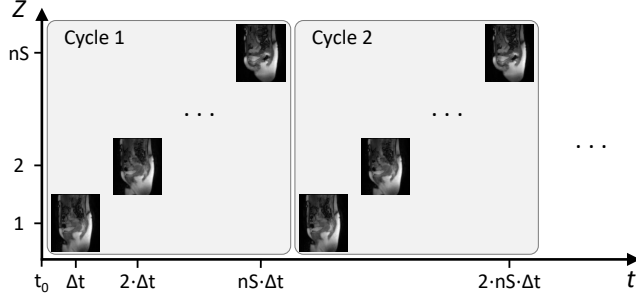 Z
Cycle 1
Cycle 2
nS
. . .
. . .
. . .
2
1
t₀
Δt
2·Δt
nS·Δt
2·nS·Δt
t